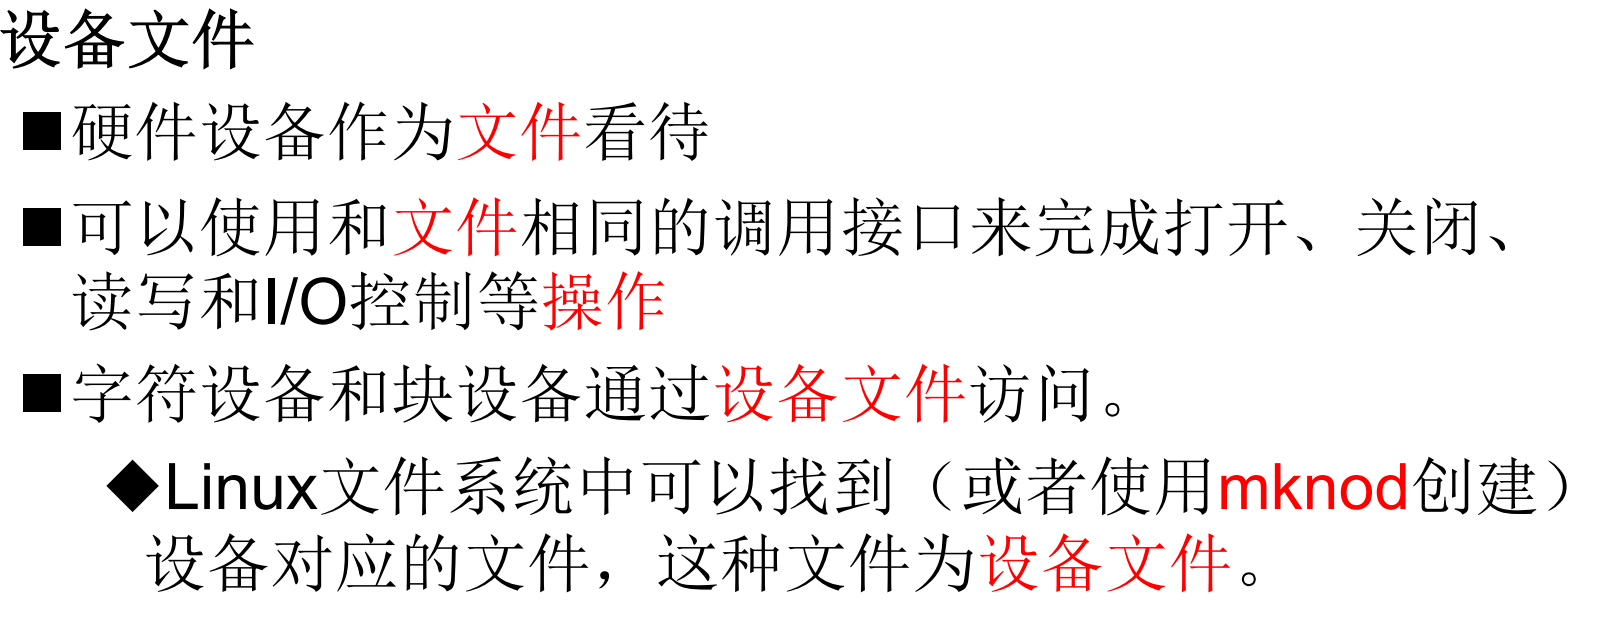 设备文件
■硬件设备作为文件看待
■可以使用和文件相同的调用接口来完成打开、关闭、
读写和I/O控制等操作
■字符设备和块设备通过设备文件访问。
◆Linux文件系统中可以找到（或者使用mknod创建）
设备对应的文件，这种文件为设备文件。